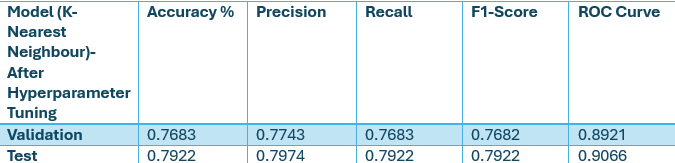 Model (K- Accuracy % Precision Recall F1-Score ROC Curve
Nearest
Neighbour)-
After
Hyperparameter
Tuning
Validation 0.7683 0.7743 0.7683 0.7682 0.8921
Test 0.7922 0.7974 0.7922 0.7922 0.9066